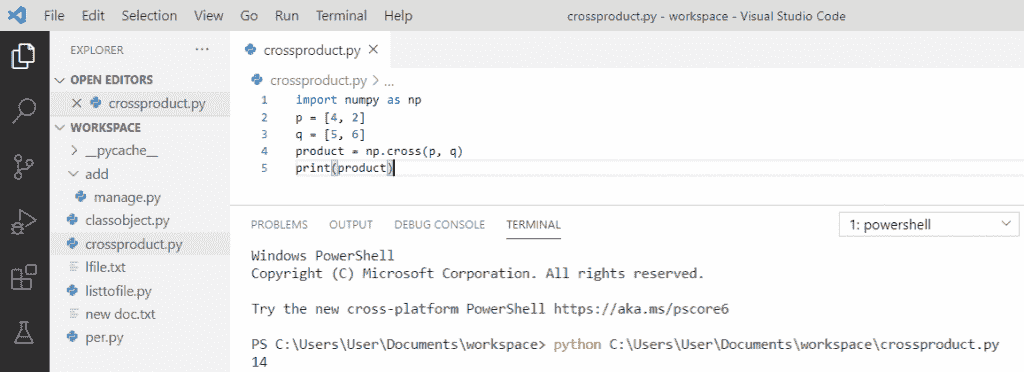 File Edit Selection View Go Run Terminal Help crossproduct.py - workspace - Visual Studio Code
EXPLORER ...
OPEN EDITORS
crossproduct.py
WORKSPACE
__pycache__
add
manage.py
classobject.py
crossproduct.py
lfile.txt
listtofile.py
new doc.txt
per.py
crossproduct.py
crossproduct.py > ...
1 import numpy as np
2 p = [4, 2]
3 q = [5, 6]
4 product = np.cross(p, q)
5 print(product)
PROBLEMS OUTPUT DEBUG CONSOLE TERMINAL 1: powershell
Windows PowerShell
Copyright (C) Microsoft Corporation. All rights reserved.
Try the new cross-platform PowerShell https://aka.ms/pscore6
PS C:\Users\User\Documents\workspace> python C:\Users\User\Documents\workspace\crossproduct.py
14